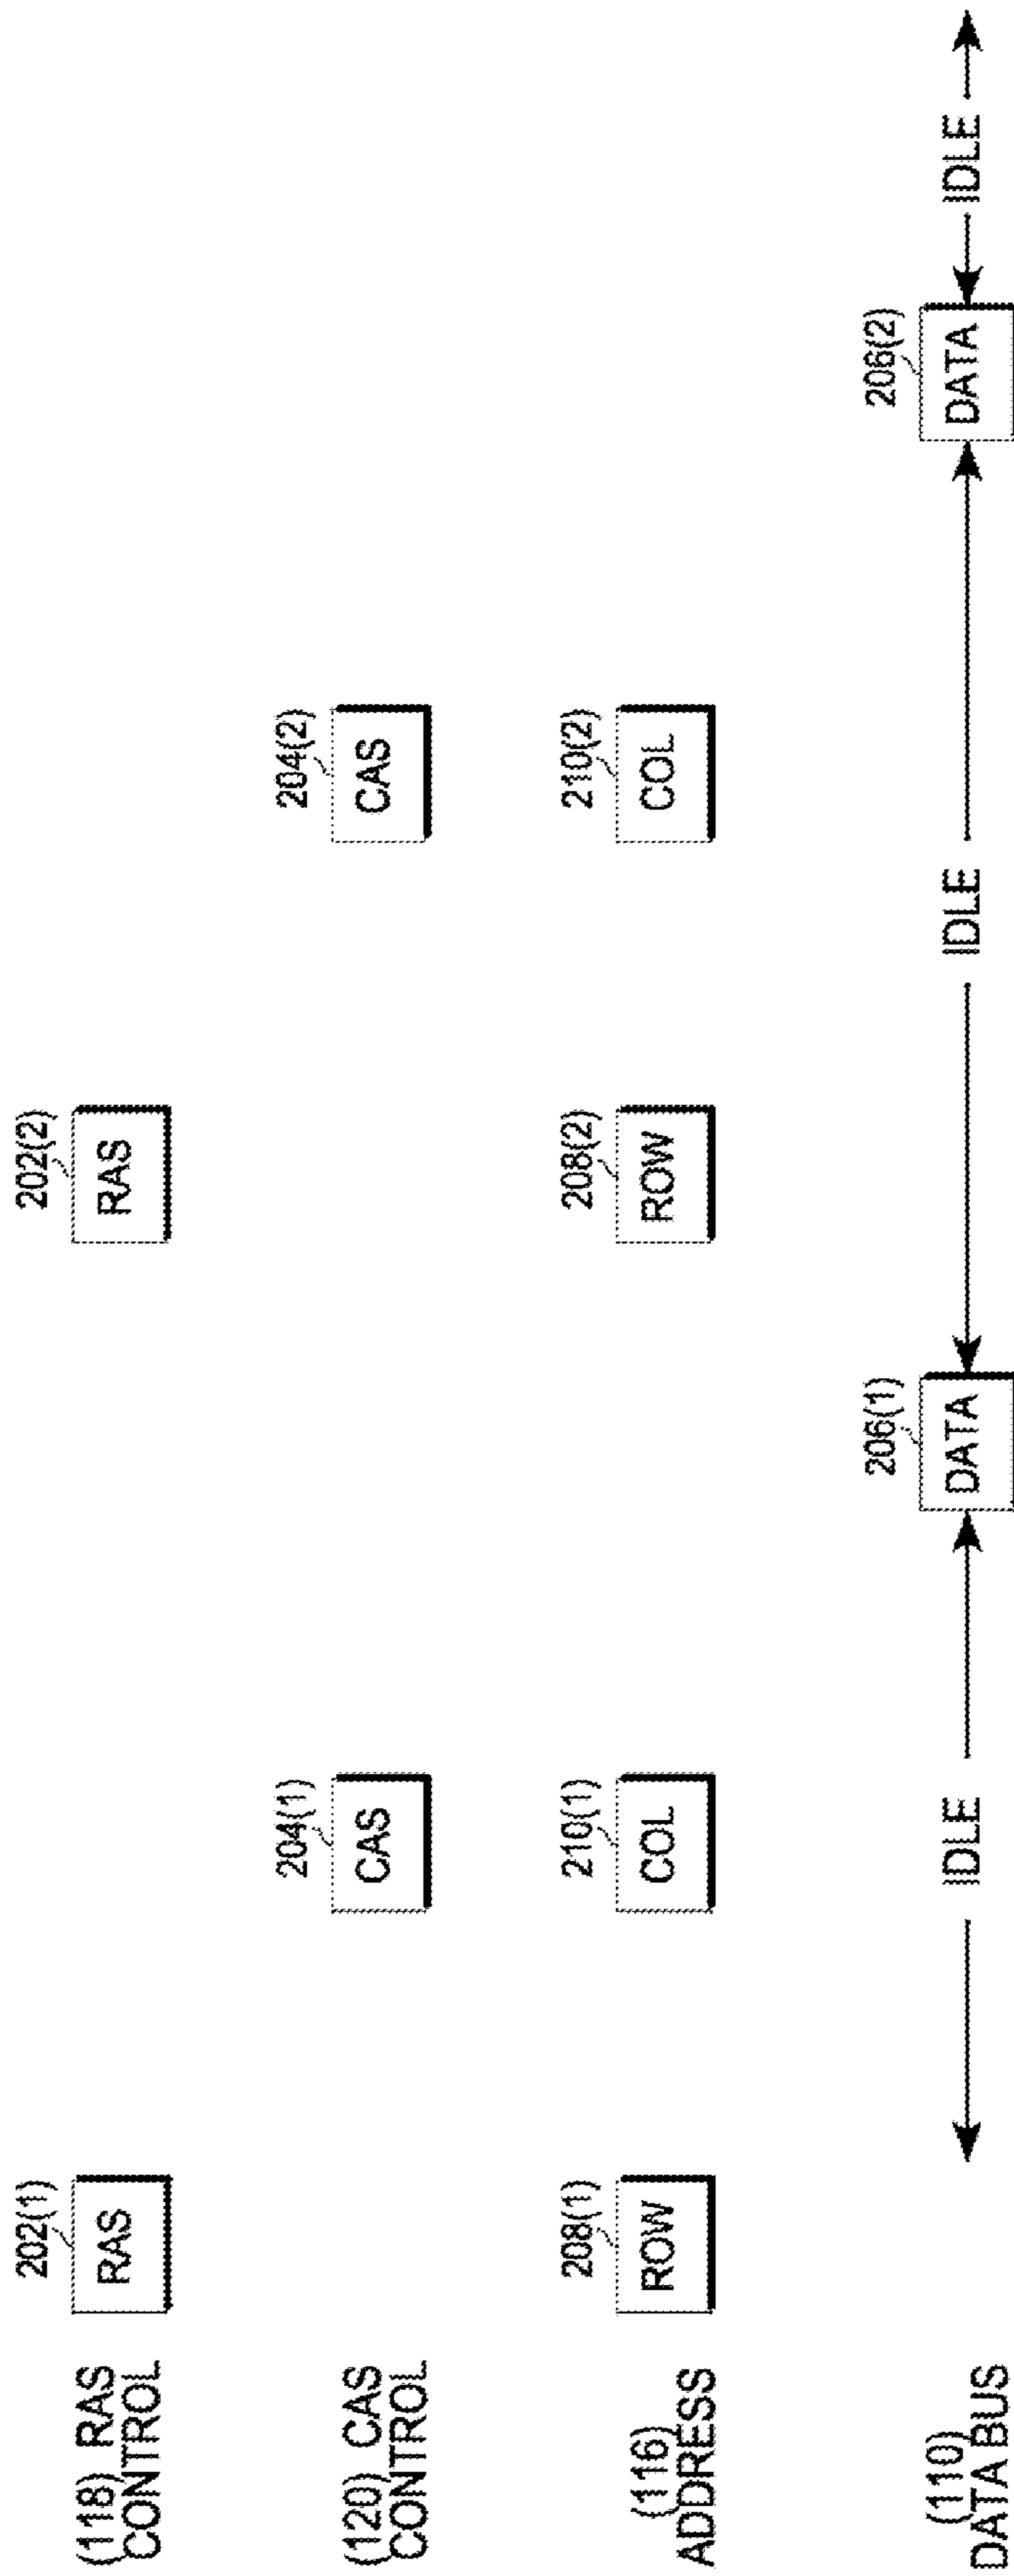 202(1)
202(2)
(118) RAS
CONTROL
RAS
RAS
204(1)
204(2)
(120) CAS
CONTROL
CAS
CAS
208(1)
210(1)
208(2)
210(2)
(116)
ADDRESS
ROW
COL
ROW
COL
206(1)
206(2)
(110)
DATA BUS
IDLE
DATA
IDLE
DATA
IDLE